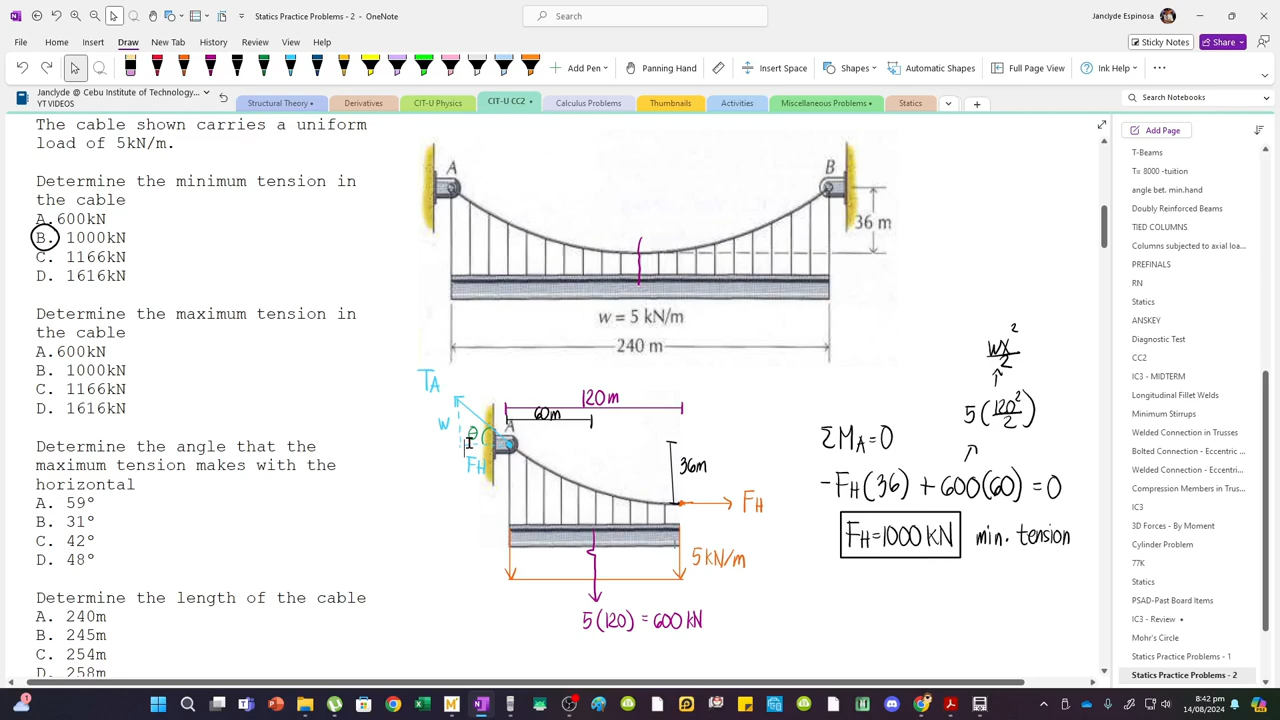 Statics Practice Problems - 2 - OneNote
Search
Janclyde Espinosa
File Home Insert Draw New Tab History Review View Help
Sticky Notes
Share
Add Pen
Panning Hand
Insert Space
Shapes
Automatic Shapes
Full Page View
Ink Help
Janclyde @ Cebu Institute of Technology...
YT VIDEOS
Structural Theory
Derivatives
CIT-U Physics
CIT-U CC2
Calculus Problems
Thumbnails
Activities
Miscellaneous Problems
Statics
Search Notebooks
The cable shown carries a uniform
load of 5kN/m.
Determine the minimum tension in
the cable
A.600kN
B. 1000kN
C. 1166kN
D. 1616kN
Determine the maximum tension in
the cable
A.600kN
B. 1000kN
C. 1166kN
D. 1616kN
Determine the angle that the
maximum tension makes with the
horizontal
A. 59°
B. 31°
C. 42°
D. 48°
Determine the length of the cable
A. 240m
B. 245m
C. 254m
D. 258m
A
B
36 m
w = 5 kN/m
240 m
TA
W
θ
FH
A
120m
60m
36m
FH
5 kN/m
5(120) = 600 kN
WX²/2
5(120²/2)
ΣMA = 0
-FH(36) + 600(60) = 0
FH = 1000 KN
min. tension
Add Page
T-Beams
T= 8000 -tuition
angle bet. min.hand
Doubly Reinforced Beams
TIED COLUMNS
Columns subjected to axial loa...
PREFINALS
RN
Statics
ANSKEY
Diagnostic Test
CC2
IC3 - MIDTERM
Longitudinal Fillet Welds
Minimum Stirrups
Welded Connection in Trusses
Bolted Connection - Eccentric ...
Welded Connection - Eccentric ...
Compression Members in Trus...
IC3
3D Forces - By Moment
Cylinder Problem
77K
Statics
PSAD-Past Board Items
IC3 - Review
Mohr's Circle
Statics Practice Problems - 1
Statics Practice Problems - 2
8:42 pm
14/08/2024